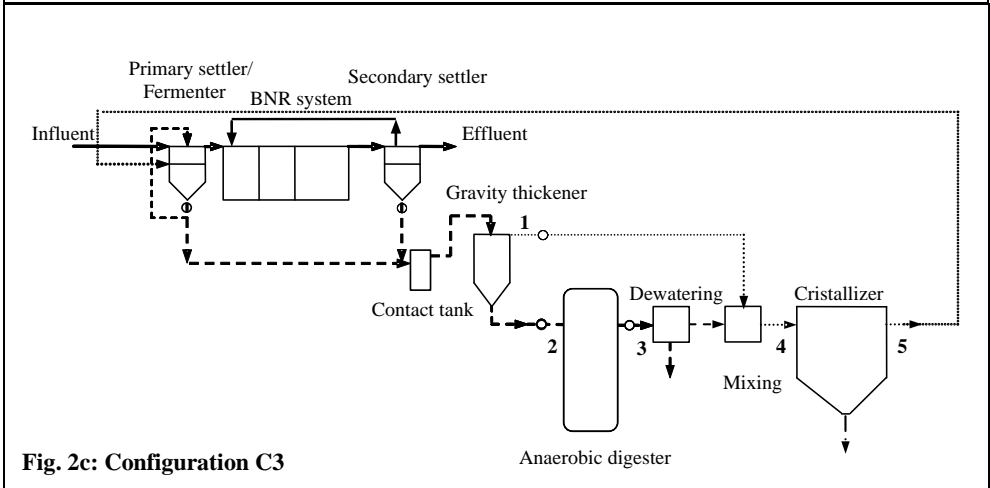 Primary settler/
Fermenter
Secondary settler
BNR system
Influent
Effluent
Gravity thickener
1
Contact tank
Dewatering
Cristallizer
2
3
4
5
Mixing
Anaerobic digester
Fig. 2c: Configuration C3